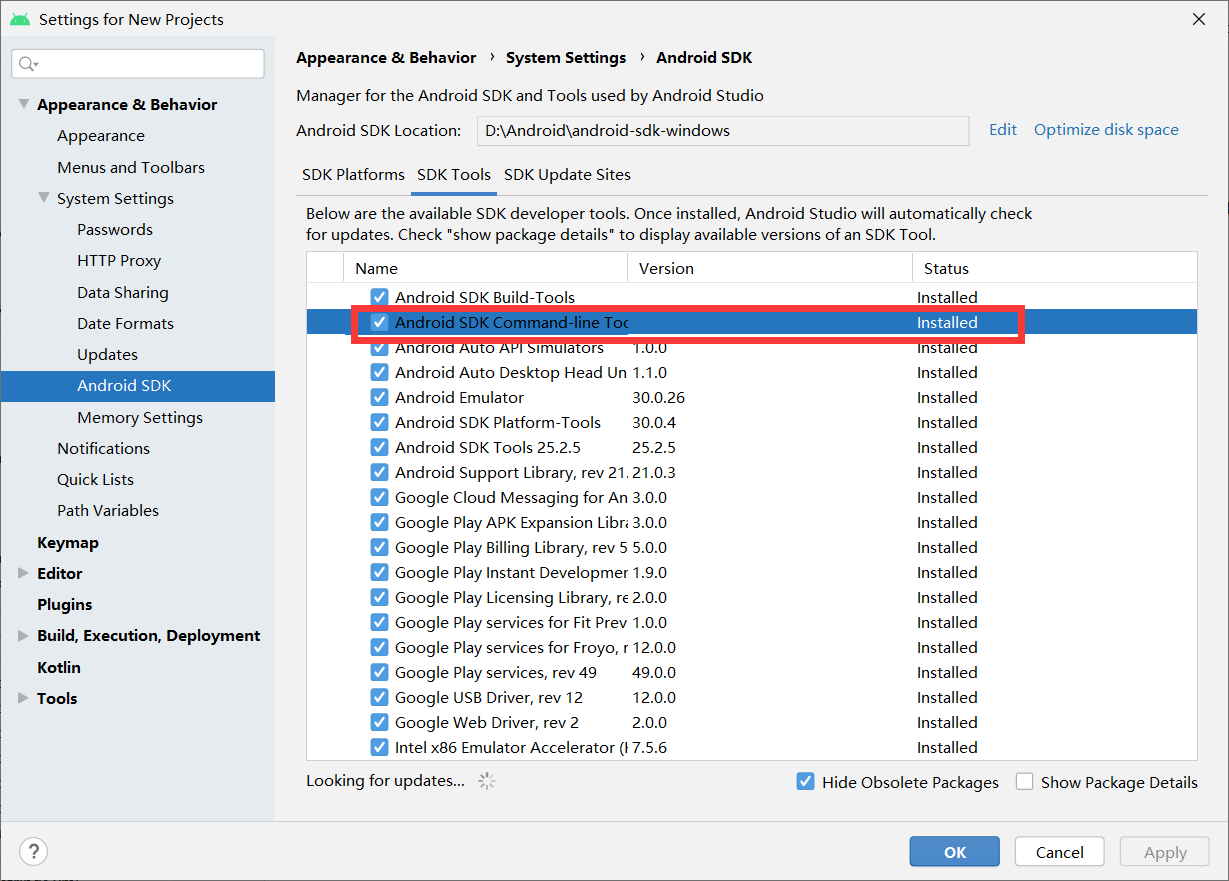 Settings for New Projects
Appearance & Behavior
Appearance
Menus and Toolbars
System Settings
Passwords
HTTP Proxy
Data Sharing
Date Formats
Updates
Android SDK
Memory Settings
Notifications
Quick Lists
Path Variables
Keymap
Editor
Plugins
Build, Execution, Deployment
Kotlin
Tools
Appearance & Behavior › System Settings › Android SDK
Manager for the Android SDK and Tools used by Android Studio
Android SDK Location: D:\Android\android-sdk-windows Edit Optimize disk space
SDK Platforms SDK Tools SDK Update Sites
Below are the available SDK developer tools. Once installed, Android Studio will automatically check
for updates. Check "show package details" to display available versions of an SDK Tool.
Name Version Status
Android SDK Build-Tools Installed
Android SDK Command-line Toc Installed
Android Auto API Simulators 1.0.0 Installed
Android Auto Desktop Head Un 1.1.0 Installed
Android Emulator 30.0.26 Installed
Android SDK Platform-Tools 30.0.4 Installed
Android SDK Tools 25.2.5 25.2.5 Installed
Android Support Library, rev 21. 21.0.3 Installed
Google Cloud Messaging for An 3.0.0 Installed
Google Play APK Expansion Libra 3.0.0 Installed
Google Play Billing Library, rev 5 5.0.0 Installed
Google Play Instant Developmer 1.9.0 Installed
Google Play Licensing Library, re 2.0.0 Installed
Google Play services for Fit Prev 1.0.0 Installed
Google Play services for Froyo, r 12.0.0 Installed
Google Play services, rev 49 49.0.0 Installed
Google USB Driver, rev 12 12.0.0 Installed
Google Web Driver, rev 2 2.0.0 Installed
Intel x86 Emulator Accelerator (H 7.5.6 Installed
Looking for updates... Hide Obsolete Packages Show Package Details
? OK Cancel Apply